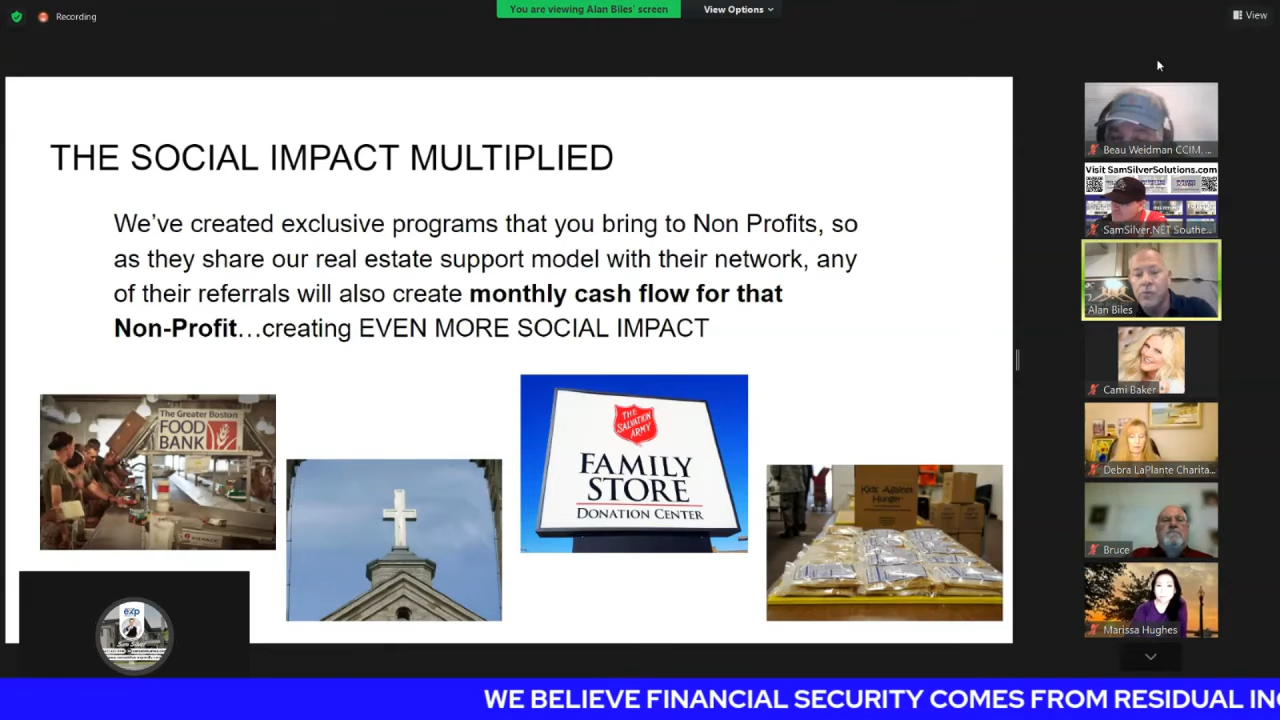 Recording
You are viewing Alan Biles' screen
View Options
View
THE SOCIAL IMPACT MULTIPLIED
We've created exclusive programs that you bring to Non Profits, so
as they share our real estate support model with their network, any
of their referrals will also create monthly cash flow for that
Non-Profit…creating EVEN MORE SOCIAL IMPACT
The Greater Boston
FOOD
BANK
THE
SALVATION
ARMY
FAMILY
STORE
DONATION CENTER
Kids Against
Hunger
exp
Beau Weidman CCIM, ...
Visit SamSilverSolutions.com
SamSilver.NET Southe...
Alan Biles
Cami Baker
Debra LaPlante Charita...
Bruce
Marissa Hughes
WE BELIEVE FINANCIAL SECURITY COMES FROM RESIDUAL IN